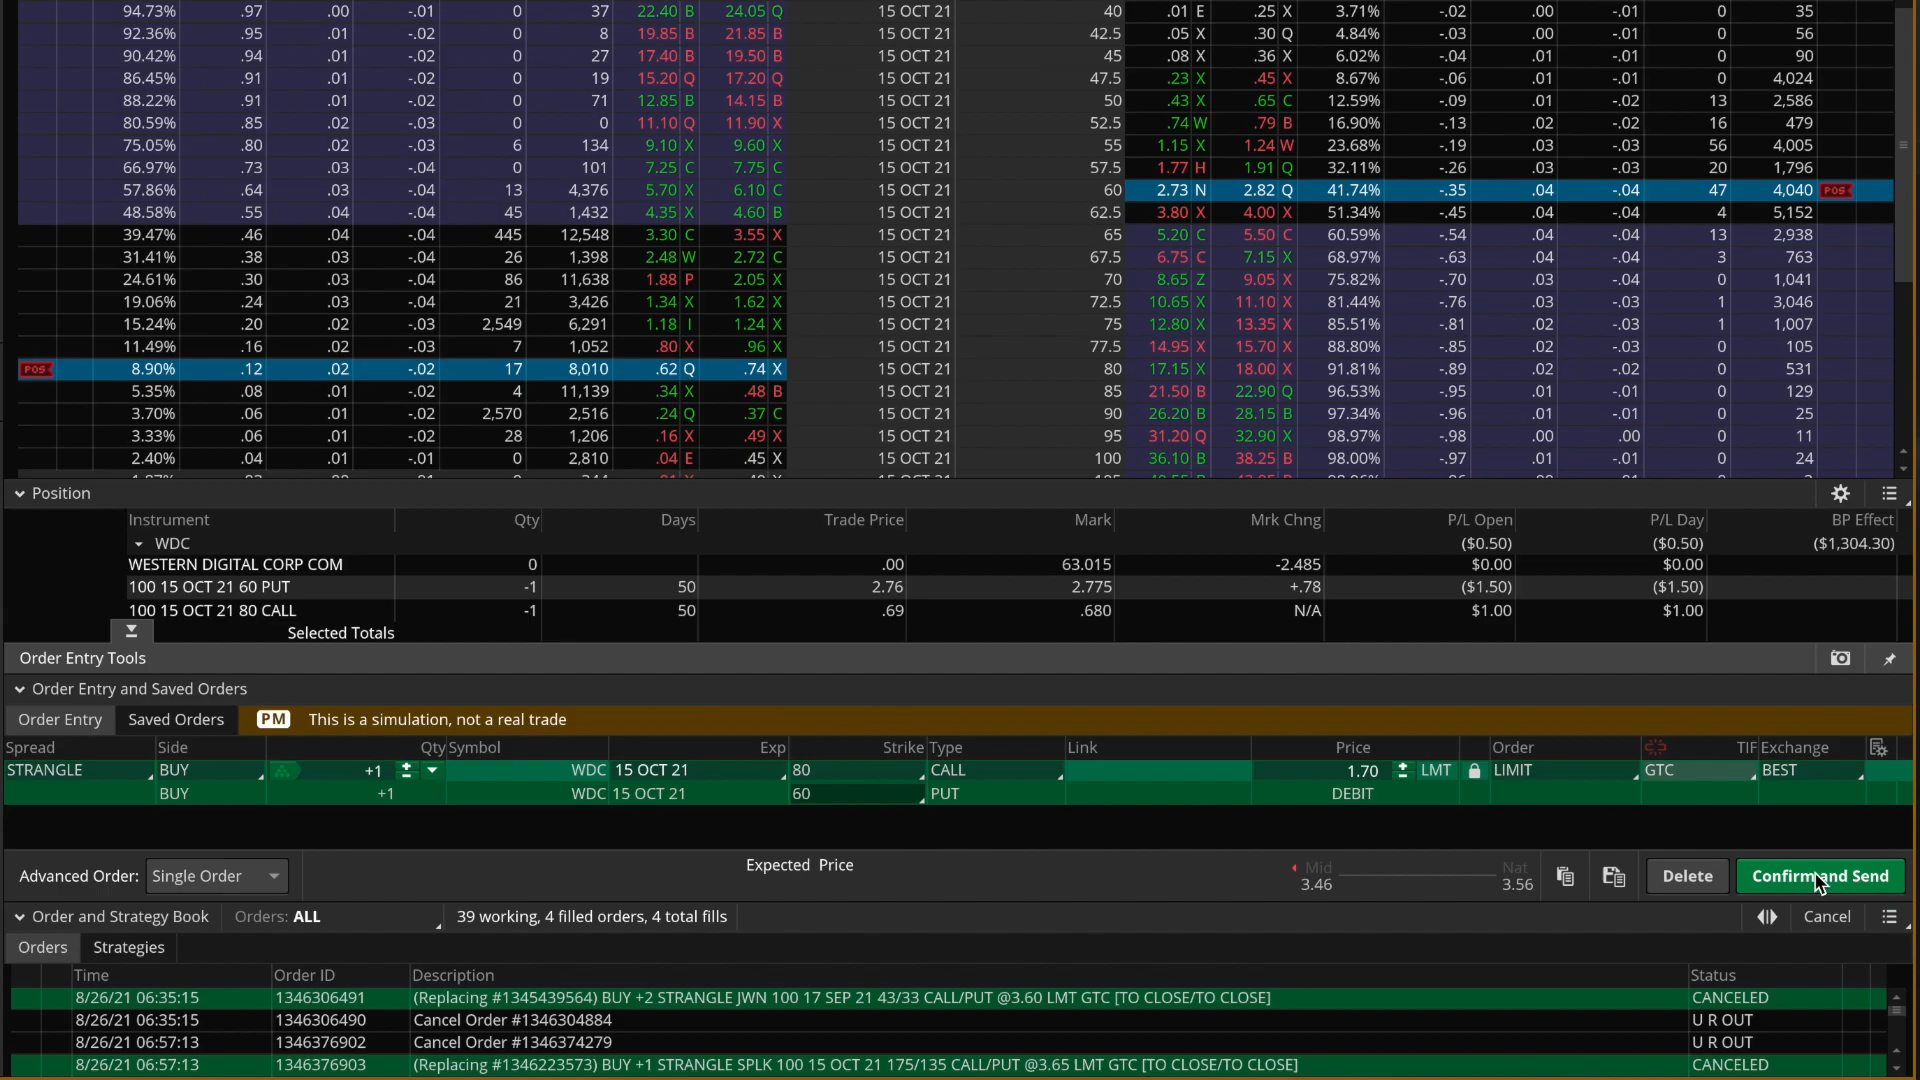 94.73% .97 .00 -.01 0 37 22.40 B 24.05 Q 15 OCT 21 40 .01 E .25 X 3.71% -.02 .00 -.01 0 35
92.36% .95 .01 -.02 0 8 19.85 B 21.85 B 15 OCT 21 42.5 .05 X .30 Q 4.84% -.03 .00 -.01 0 56
90.42% .94 .01 -.02 0 27 17.40 B 19.50 B 15 OCT 21 45 .08 X .36 X 6.02% -.04 .01 -.01 0 90
86.45% .91 .01 -.02 0 19 15.20 Q 17.20 Q 15 OCT 21 47.5 .23 X .45 X 8.67% -.06 .01 -.02 0 4,024
88.22% .91 .01 -.02 0 71 12.85 B 14.15 B 15 OCT 21 50 .43 X .65 C 12.59% -.09 .01 -.02 13 2,586
80.59% .85 .02 -.03 0 0 11.10 Q 11.90 X 15 OCT 21 52.5 .74 W .79 B 16.90% -.13 .02 -.02 16 479
75.05% .80 .02 -.03 6 134 9.10 X 9.60 X 15 OCT 21 55 1.15 X 1.24 W 23.68% -.19 .03 -.03 56 4,005
66.97% .73 .03 -.04 0 101 7.25 C 7.75 C 15 OCT 21 57.5 1.77 H 1.91 Q 32.11% -.26 .03 -.03 20 1,796
57.86% .64 .03 -.04 13 4,376 5.70 X 6.10 C 15 OCT 21 60 2.73 N 2.82 Q 41.74% -.35 .04 -.04 47 4,040 POS
48.58% .55 .04 -.04 45 1,432 4.35 X 4.60 B 15 OCT 21 62.5 3.80 X 4.00 X 51.34% -.45 .04 -.04 4 5,152
39.47% .46 .04 -.04 445 12,548 3.30 C 3.55 X 15 OCT 21 65 5.20 C 5.50 C 60.59% -.54 .04 -.04 13 2,938
31.41% .38 .03 -.04 26 1,398 2.48 W 2.72 C 15 OCT 21 67.5 6.75 C 7.15 X 68.97% -.63 .04 -.04 3 763
24.61% .30 .03 -.04 86 11,638 1.88 P 2.05 X 15 OCT 21 70 8.65 Z 9.05 X 75.82% -.70 .03 -.04 0 1,041
19.06% .24 .03 -.04 21 3,426 1.34 X 1.62 X 15 OCT 21 72.5 10.65 X 11.10 X 81.44% -.76 .03 -.03 1 3,046
15.24% .20 .02 -.03 2,549 6,291 1.18 I 1.24 X 15 OCT 21 75 12.80 X 13.35 X 85.51% -.81 .02 -.03 1 1,007
11.49% .16 .02 -.03 7 1,052 .80 X .96 X 15 OCT 21 77.5 14.95 X 15.70 X 88.80% -.85 .02 -.03 0 105
POS 8.90% .12 .02 -.02 17 8,010 .62 Q .74 X 15 OCT 21 80 17.15 X 18.00 X 91.81% -.89 .02 -.02 0 531
5.35% .08 .01 -.02 4 11,139 .34 X .48 B 15 OCT 21 85 21.50 B 22.90 Q 96.53% -.95 .01 -.02 0 129
3.70% .06 .01 -.02 2,570 2,516 .24 Q .37 C 15 OCT 21 90 26.20 B 28.15 B 97.34% -.96 .01 -.01 0 25
3.33% .06 .01 -.02 28 1,206 .16 X .49 X 15 OCT 21 95 31.20 Q 32.90 X 98.97% -.98 .00 .00 0 11
2.40% .04 .01 -.01 0 2,810 .04 E .45 X 15 OCT 21 100 36.10 B 38.25 B 98.00% -.97 .01 -.01 0 24
Position
Instrument Qty Days Trade Price Mark Mrk Chng P/L Open P/L Day BP Effect
WDC ($0.50) ($0.50) ($1,304.30)
WESTERN DIGITAL CORP COM 0 .00 63.015 -2.485 $0.00 $0.00
100 15 OCT 21 60 PUT -1 50 2.76 2.775 +.78 ($1.50) ($1.50)
100 15 OCT 21 80 CALL -1 50 .69 .680 N/A $1.00 $1.00
Selected Totals
Order Entry Tools
Order Entry and Saved Orders
Order Entry Saved Orders PM This is a simulation, not a real trade
Spread Side Qty Symbol Exp Strike Type Link Price Order TIF Exchange
STRANGLE BUY +1 WDC 15 OCT 21 80 CALL 1.70 LMT LIMIT GTC BEST
BUY +1 WDC 15 OCT 21 60 PUT DEBIT
Advanced Order: Single Order Expected Price Mid 3.46 Nat 3.56 Delete Confirm and Send
Order and Strategy Book Orders: ALL 39 working, 4 filled orders, 4 total fills Cancel
Orders Strategies
Time Order ID Description Status
8/26/21 06:35:15 1346306491 (Replacing #1345439564) BUY +2 STRANGLE JWN 100 17 SEP 21 43/33 CALL/PUT @3.60 LMT GTC [TO CLOSE/TO CLOSE] CANCELED
8/26/21 06:35:15 1346306490 Cancel Order #1346304884 U R OUT
8/26/21 06:57:13 1346376902 Cancel Order #1346374279 U R OUT
8/26/21 06:57:13 1346376903 (Replacing #1346223573) BUY +1 STRANGLE SPLK 100 15 OCT 21 175/135 CALL/PUT @3.65 LMT GTC [TO CLOSE/TO CLOSE] CANCELED